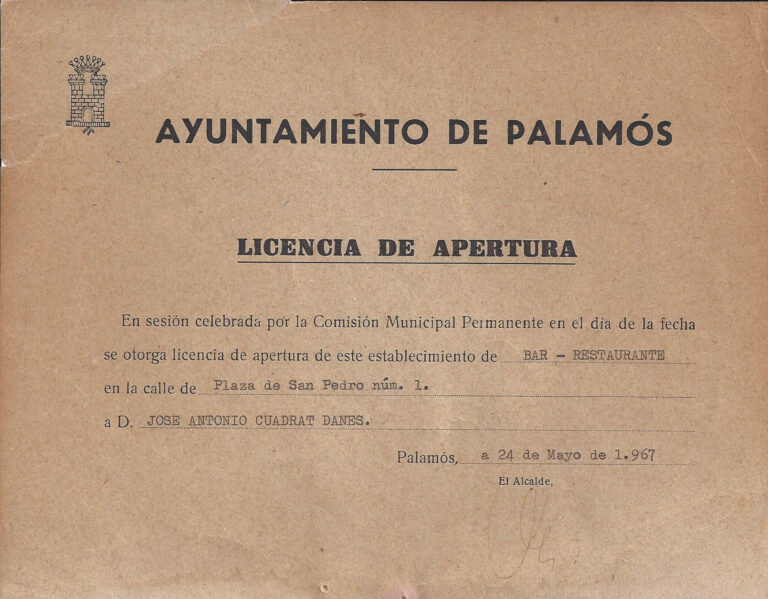 AYUNTAMIENTO DE PALAMÓS
LICENCIA DE APERTURA
En sesión celebrada por la Comisión Municipal Permanente en el día de la fecha
se otorga licencia de apertura de este establecimiento de BAR - RESTAURANTE
en la calle de Plaza de San Pedro núm. 1.
a D. JOSE ANTONIO CUADRAT DANES.
Palamós, a 24 de Mayo de 1.967
El Alcalde,